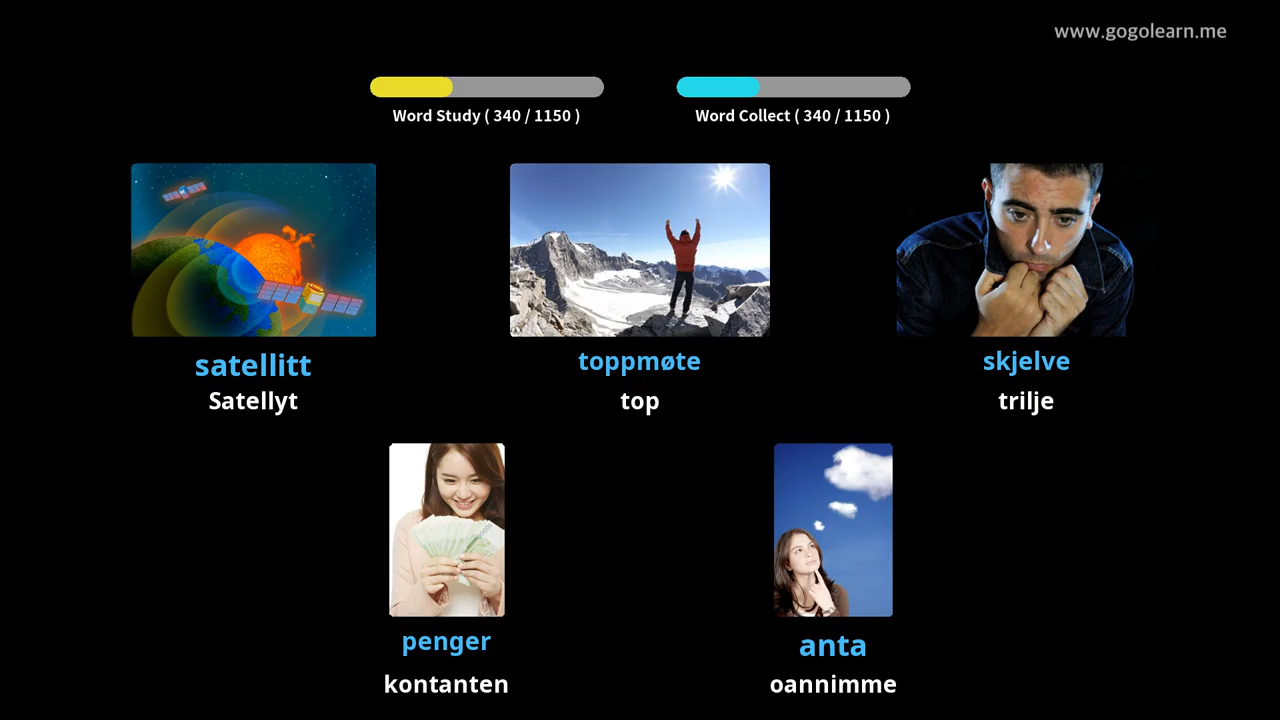 www.gogolearn.me
Word Study ( 340 / 1150 )
Word Collect ( 340 / 1150 )
satellitt
Satellyt
toppmøte
top
skjelve
trilje
penger
kontanten
anta
oannimme